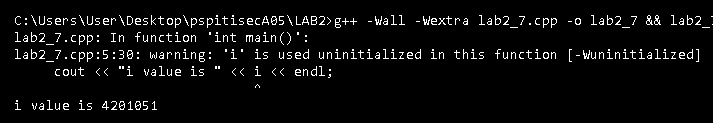 C:\Users\User\Desktop\pspitisecA05\LAB2>g++ -Wall -Wextra lab2_7.cpp -o lab2_7 && lab2_7
lab2_7.cpp: In function 'int main()':
lab2_7.cpp:5:30: warning: 'i' is used uninitialized in this function [-Wuninitialized]
     cout << "i value is " << i << endl;
                              ^
i value is 4201051